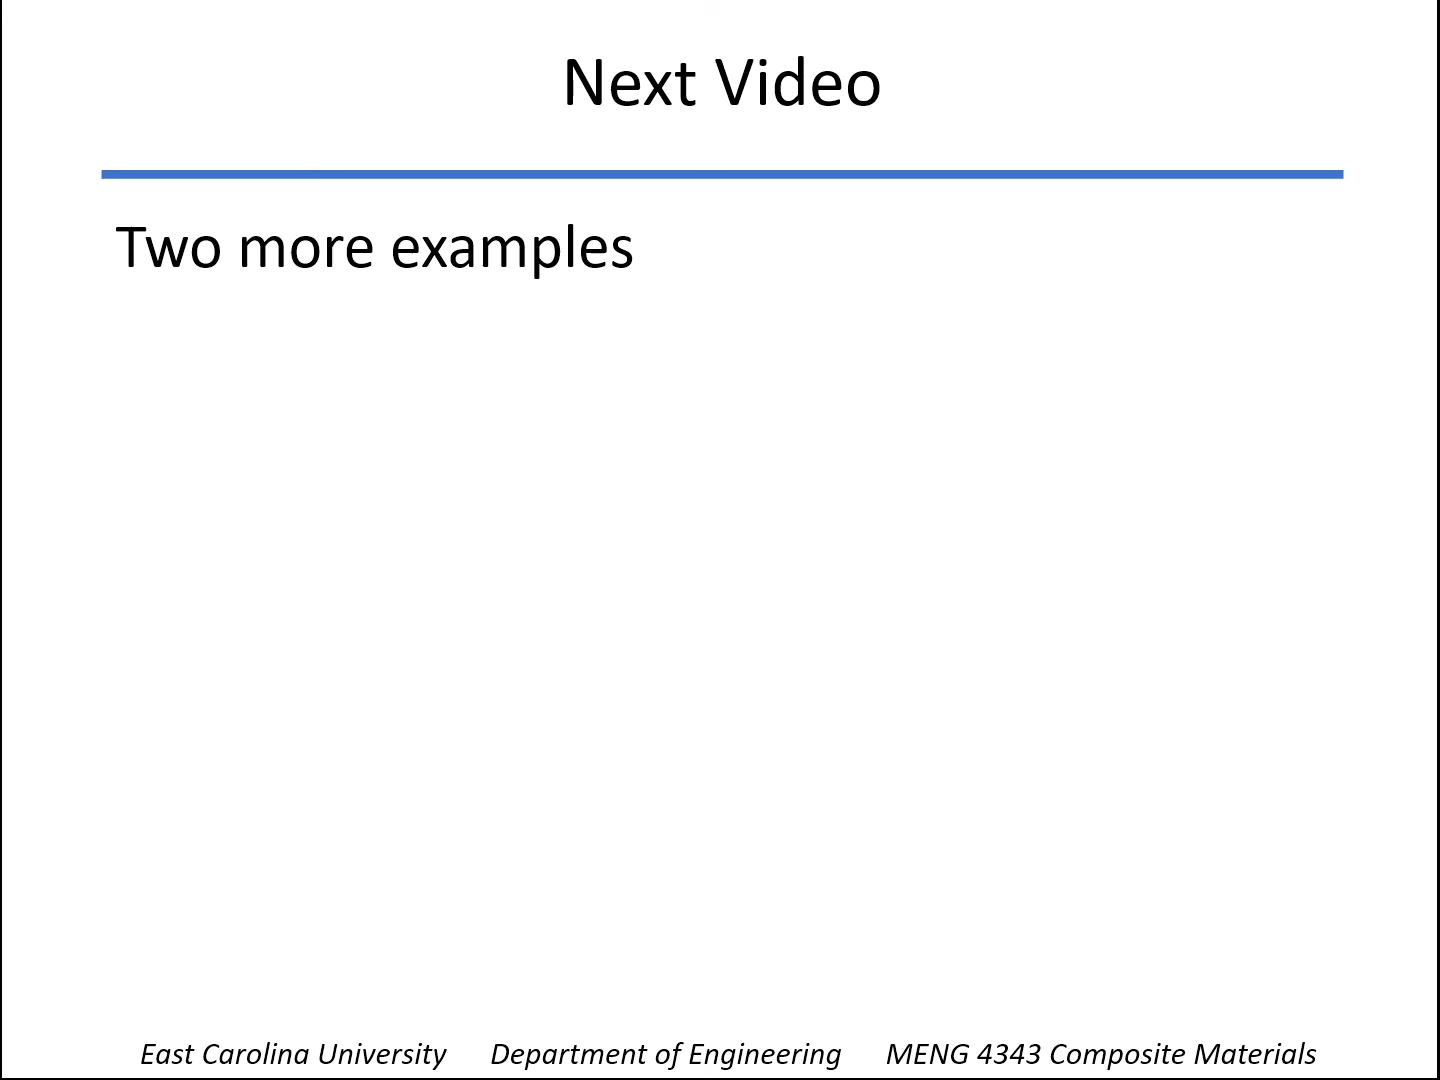 Next Video
Two more examples
East Carolina University Department of Engineering MENG 4343 Composite Materials